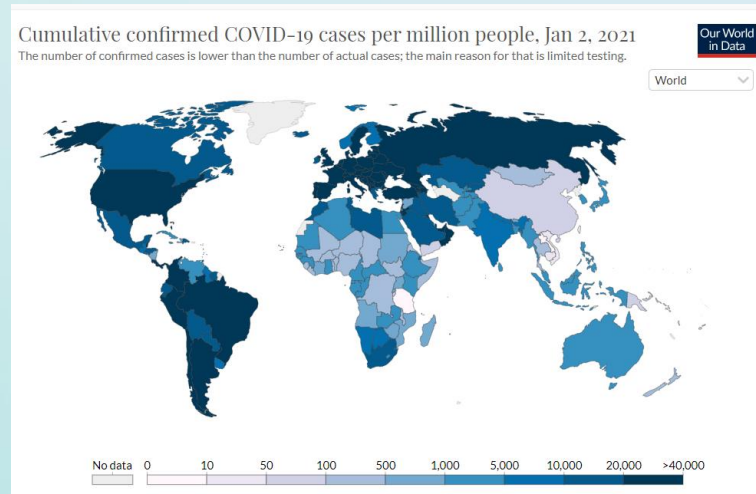 Cumulative confirmed COVID-19 cases per million people, Jan 2, 2021
The number of confirmed cases is lower than the number of actual cases; the main reason for that is limited testing.
Our World
in Data
World
No data 0 10 50 100 500 1,000 5,000 10,000 20,000 >40,000